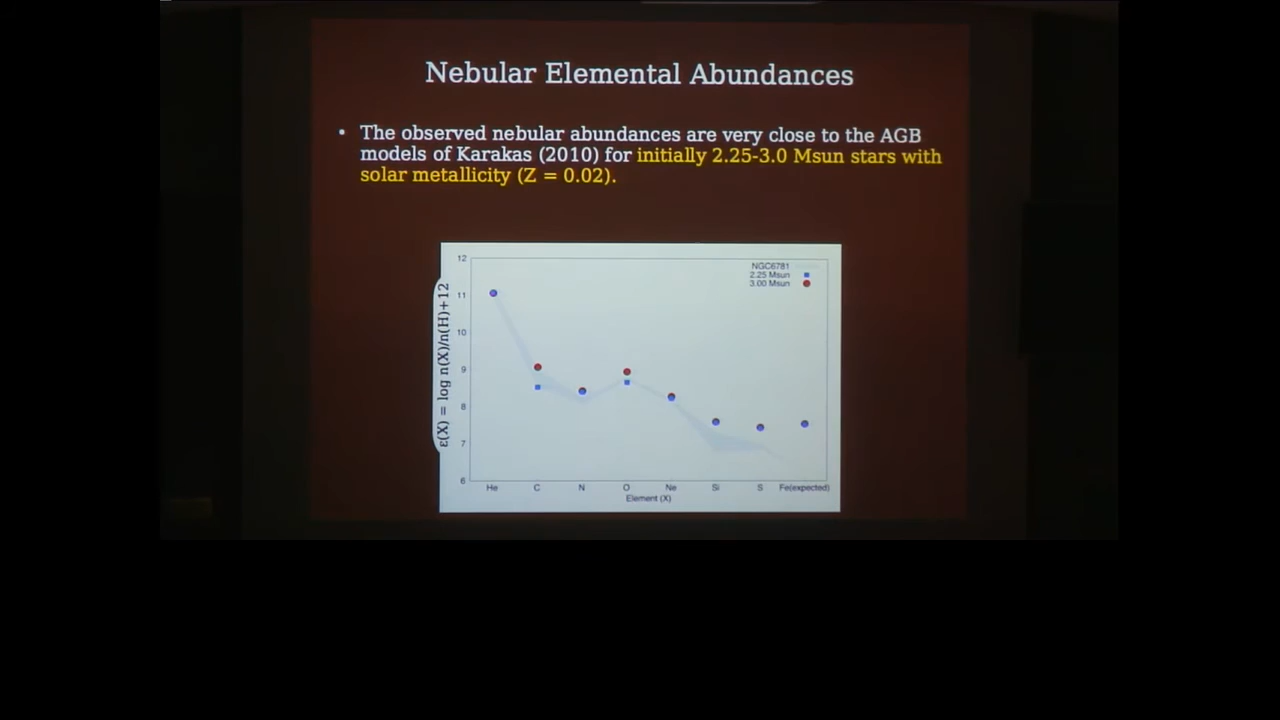 Nebular Elemental Abundances
• The observed nebular abundances are very close to the AGB
models of Karakas (2010) for initially 2.25-3.0 Msun stars with
solar metallicity (Z = 0.02).
ε(X) = log n(X)/n(H)+12
12
11
10
9
8
7
6
NGC6781
2.25 Msun
3.00 Msun
He C N O Ne Si S Fe(expected)
Element (X)